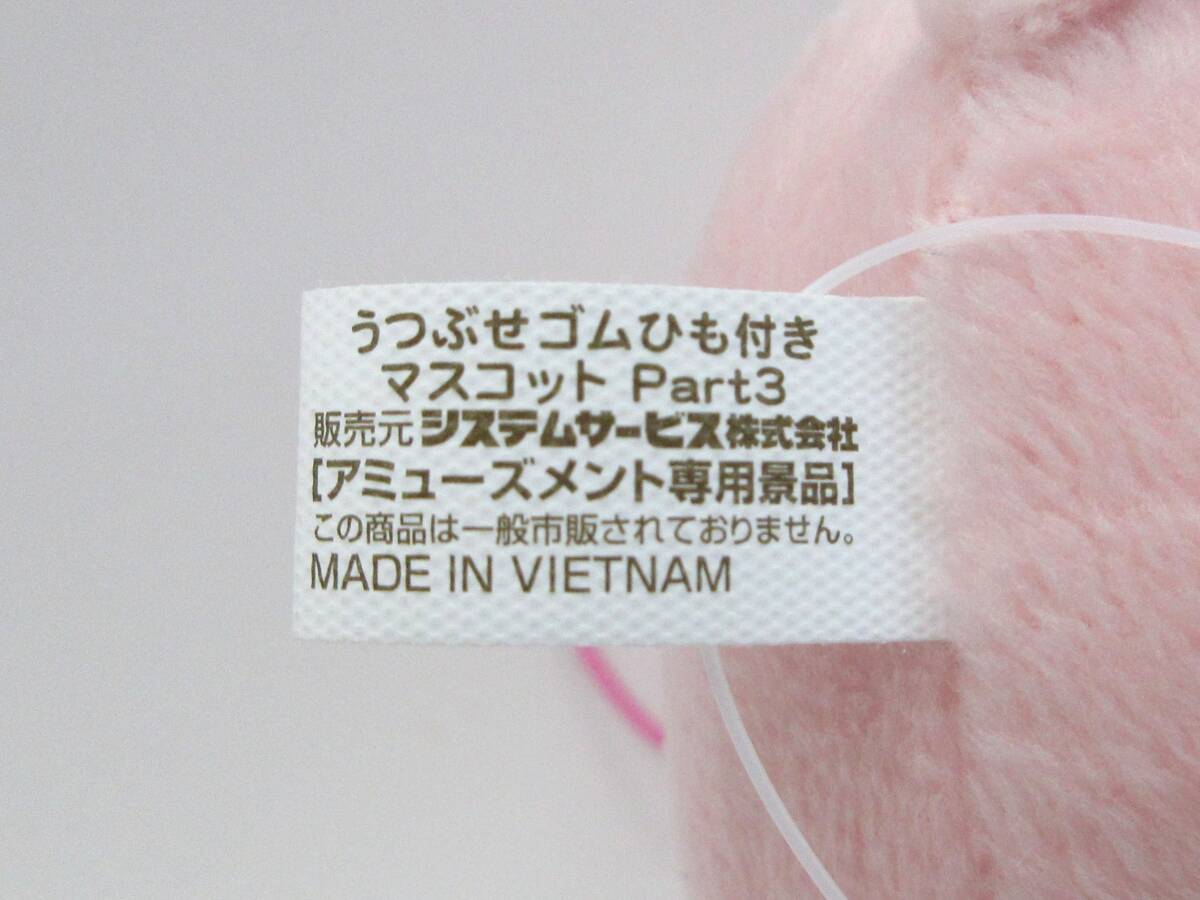 うつぶせゴムひも付き
マスコット Part3
販売元 システムサービス株式会社
[アミューズメント専用景品]
この商品は一般市販されておりません。
MADE IN VIETNAM